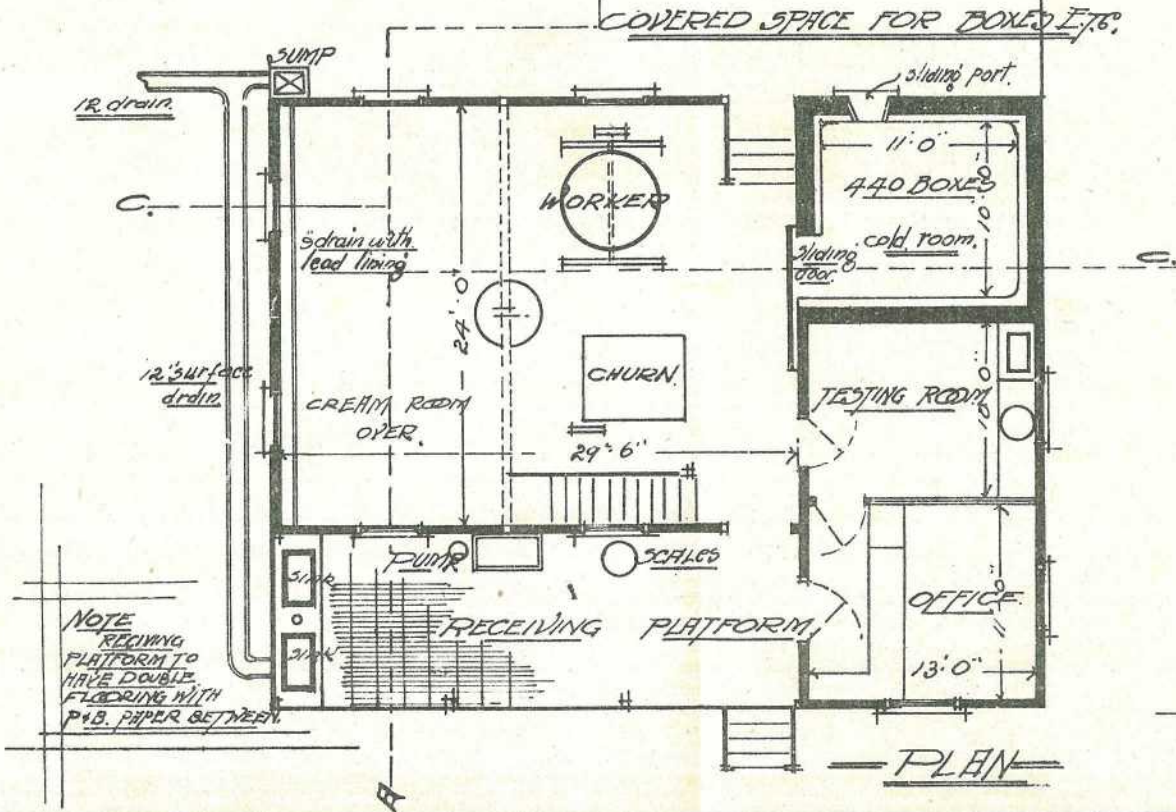 COVERED SPACE FOR BOXES ETC.
SUMP
sliding port.
12 drain.
11'-0"
WORKER
440 BOXES
10'-0"
C.
cold room.
drain with
lead lining
sliding
door
C.
24'-0"
12" surface
drain
CHURN
TESTING ROOM
10'-0"
CREAM ROOM
OVER.
29'-6"
PUMP
SCALES
Sink
OFFICE
RECEIVING PLATFORM
NOTE
RECIVING
PLATFORM TO
HAVE DOUBLE
FLOORING WITH
P&B. PAPER BETWEEN.
Sink
13'-0"
PLAN
A